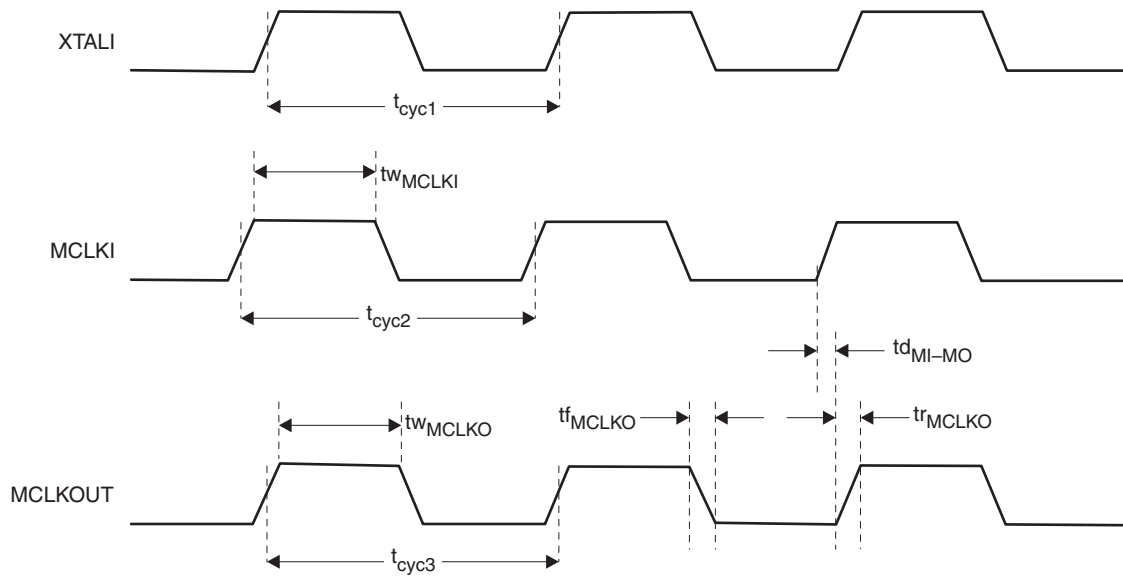 XTALI
tcyc1
twMCLKI
MCLKI
tcyc2
tdMI–MO
twMCLKO
tfMCLKO
trMCLKO
MCLKOUT
tcyc3